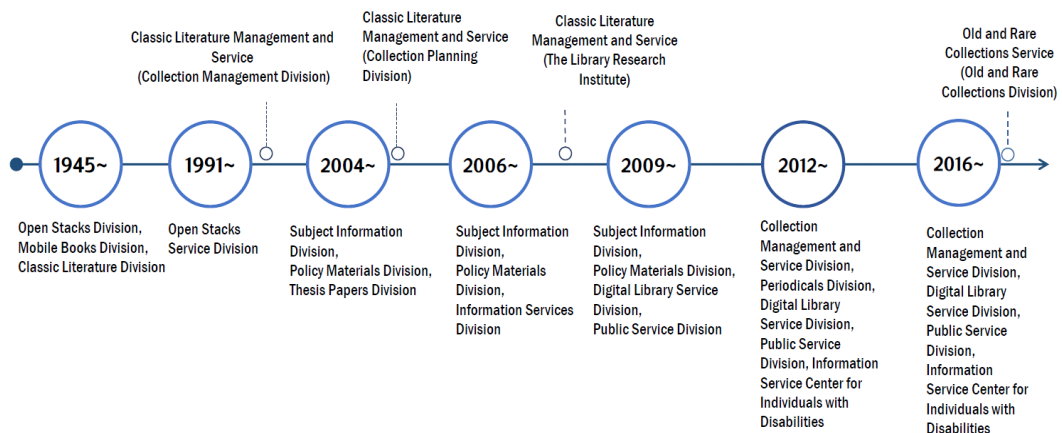 Classic Literature Management and
Service
(Collection Management Division)
Classic Literature
Management and Service
(Collection Planning
Division)
Classic Literature
Management and Service
(The Library Research
Institute)
Old and Rare
Collections Service
(Old and Rare
Collections Division)
1945~
1991~
2004~
2006~
2009~
2012~
2016~
Open Stacks Division,
Mobile Books Division,
Classic Literature Division
Open Stacks
Service Division
Subject Information
Division,
Policy Materials Division,
Thesis Papers Division
Subject Information
Division,
Policy Materials
Division,
Information Services
Division
Subject Information
Division,
Policy Materials Division,
Digital Library Service
Division,
Public Service Division
Collection
Management and
Service Division,
Periodicals Division,
Digital Library
Service Division,
Public Service
Division, Information
Service Center for
Individuals with
Disabilities
Collection
Management and
Service Division,
Digital Library
Service Division,
Public Service
Division,
Information
Service Center for
Individuals with
Disabilities